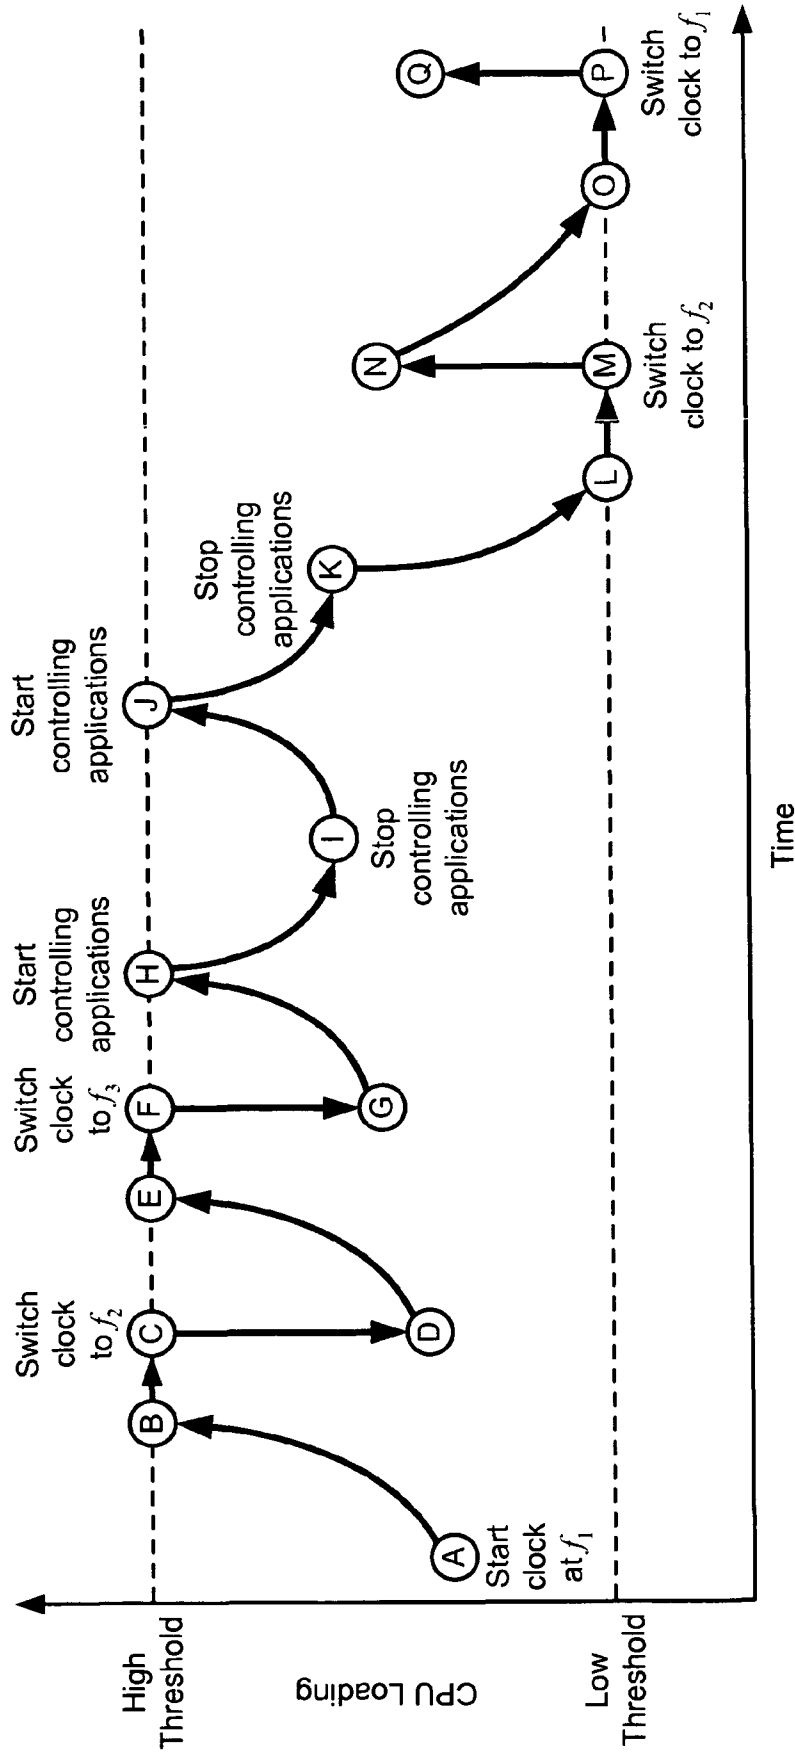 High
Threshold
CPU Loading
Low
Threshold
A
Start
clock
at f1
B
Switch
clock
to f2
C
D
E
Switch
clock
to f3
F
G
Start
controlling
applications
H
I
Stop
controlling
applications
Start
controlling
applications
J
Stop
controlling
applications
K
L
M
Switch
clock to f2
N
O
P
Switch
clock to f1
Q
Time